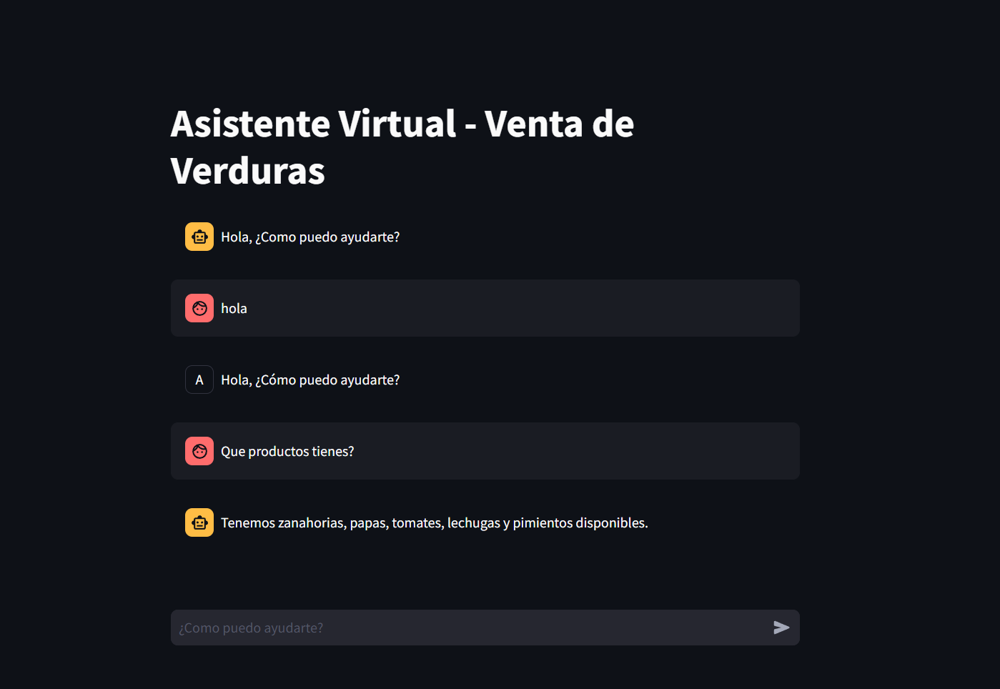 Asistente Virtual - Venta de
Verduras
Hola, ¿Como puedo ayudarte?
hola
A
Hola, ¿Cómo puedo ayudarte?
Que productos tienes?
Tenemos zanahorias, papas, tomates, lechugas y pimientos disponibles.
¿Como puedo ayudarte?